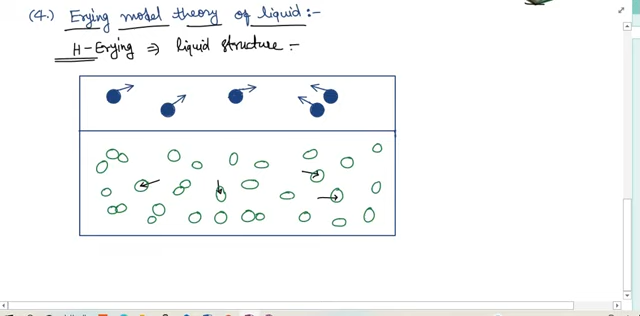 (4.) Erying model theory of liquid:-
H-Erying ⇒ liquid structure:-